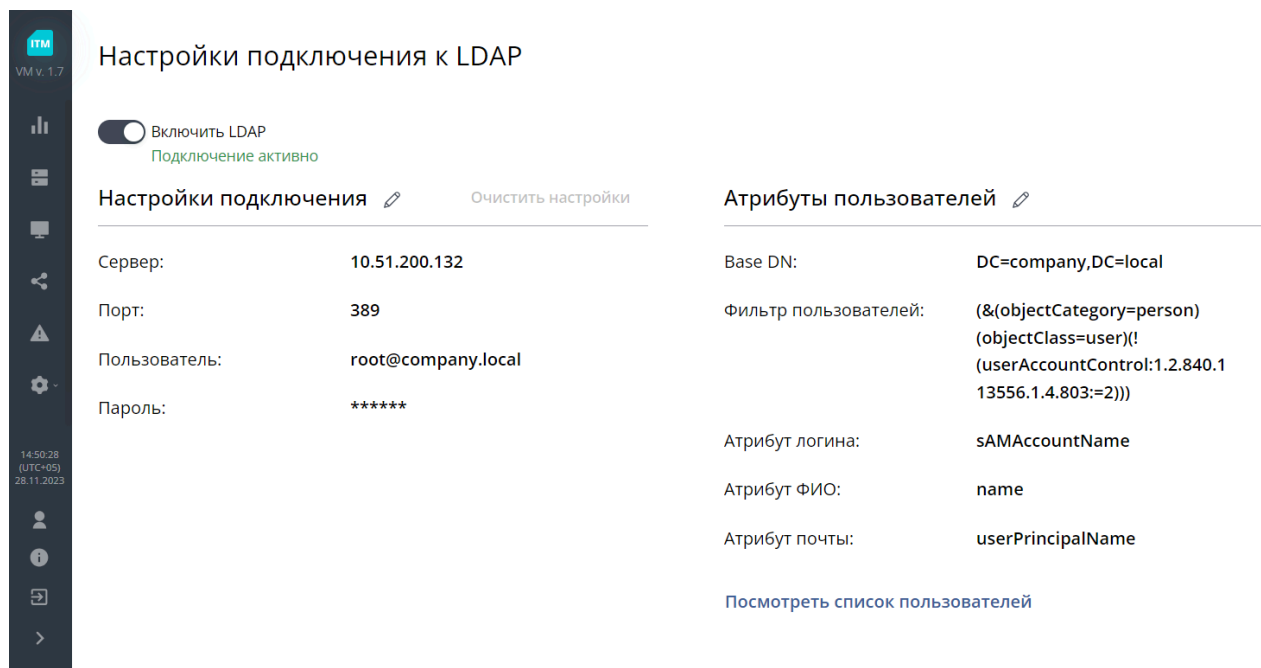 ITM
VM v. 1.7
14:50:28
(UTC+05)
28.11.2023
Настройки подключения к LDAP
Включить LDAP
Подключение активно
Настройки подключения
Очистить настройки
Сервер: 10.51.200.132
Порт: 389
Пользователь: root@company.local
Пароль: ******
Атрибуты пользователей
Base DN: DC=company,DC=local
Фильтр пользователей: (&(objectCategory=person)
(objectClass=user)(!
(userAccountControl:1.2.840.1
13556.1.4.803:=2)))
Атрибут логина: sAMAccountName
Атрибут ФИО: name
Атрибут почты: userPrincipalName
Посмотреть список пользователей